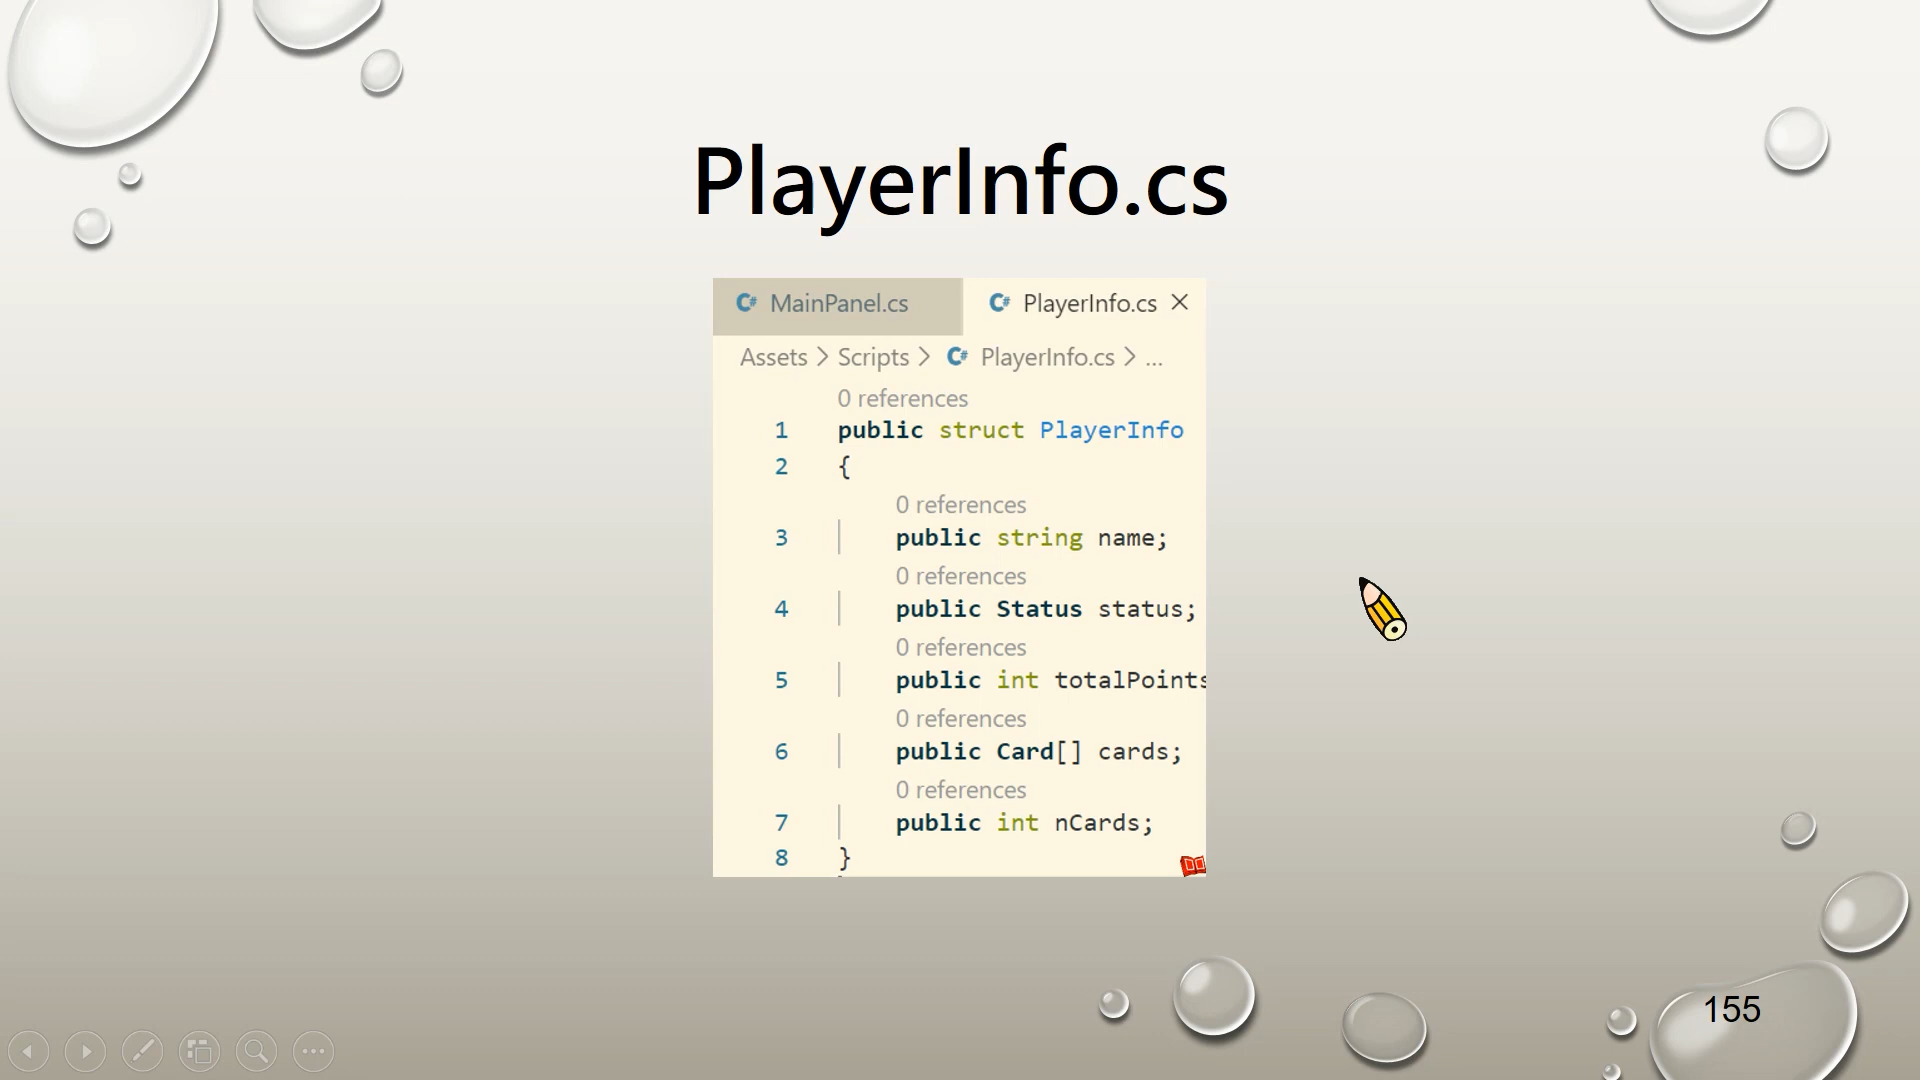 PlayerInfo.cs
MainPanel.cs PlayerInfo.cs
Assets > Scripts > PlayerInfo.cs > ...
0 references
1 public struct PlayerInfo
2 {
0 references
3 public string name;
0 references
4 public Status status;
0 references
5 public int totalPoints
0 references
6 public Card[] cards;
0 references
7 public int nCards;
8 }
155